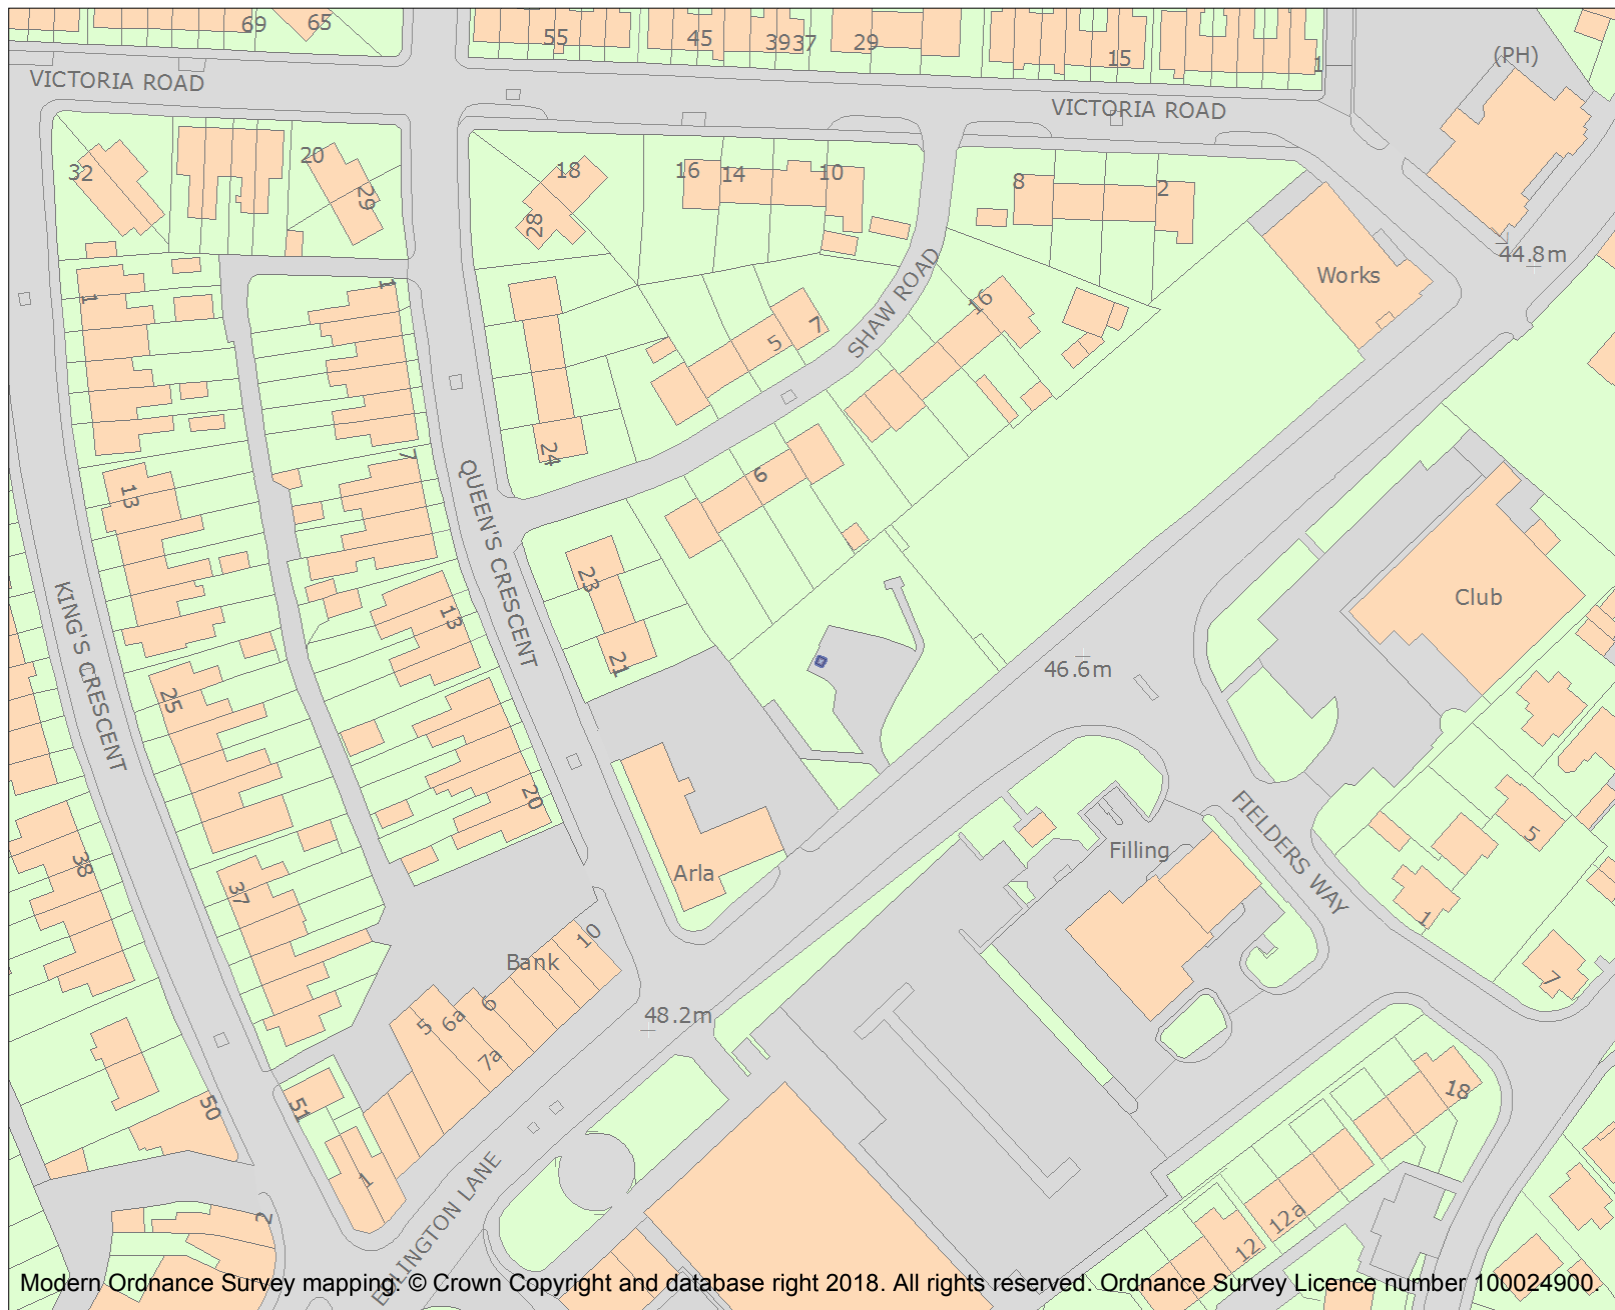 69
65
55
45
39
37
29
15
1
(PH)
VICTORIA ROAD
VICTORIA ROAD
32
20
29
18
28
16
14
10
8
2
44.8m
Works
SHAW ROAD
1
1
16
7
5
24
7
13
QUEEN'S CRESCENT
6
23
13
21
KING'S CRESCENT
Club
46.6m
25
20
FIELDERS WAY
5
38
37
Arla
Filling
1
10
Bank
7
5
6a
6
7a
48.2m
51
50
18
1
2
EBLINGTON LANE
12a
12
Modern Ordnance Survey mapping. © Crown Copyright and database right 2018. All rights reserved. Ordnance Survey Licence number 100024900.